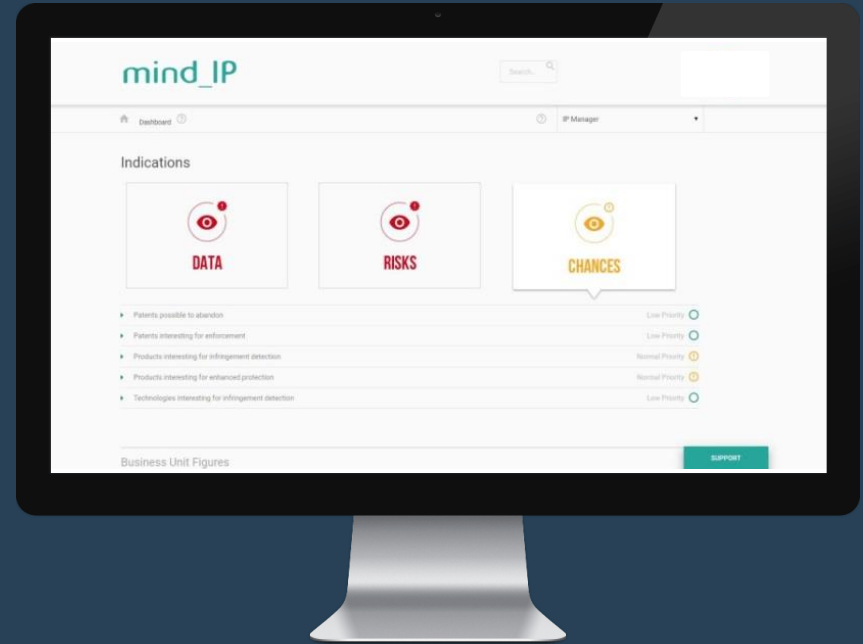 mind_IP
Search...
Dashboard ?
? IP Manager
Indications
DATA
RISKS
CHANCES
Patents possible to abandon Low Priority
Patents interesting for enforcement Low Priority
Products interesting for infringement detection Normal Priority
Products interesting for enhanced protection Normal Priority
Technologies interesting for infringement detection Low Priority
Business Unit Figures
SUPPORT